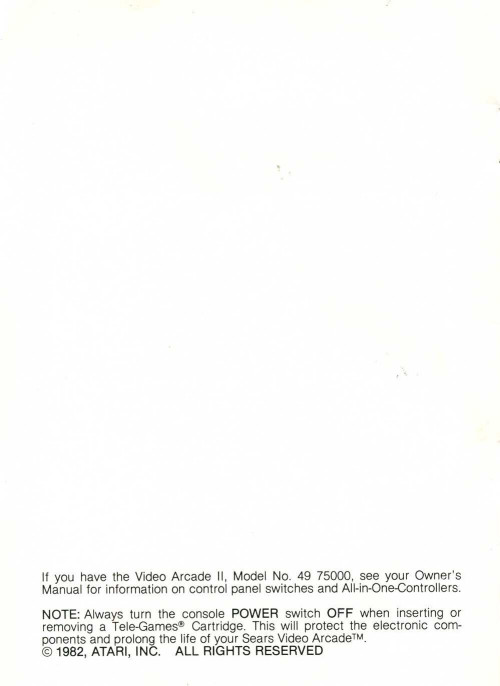 If you have the Video Arcade II, Model No. 49 75000, see your Owner's
Manual for information on control panel switches and All-in-One-Controllers.
NOTE: Always turn the console POWER switch OFF when inserting or
removing a Tele-Games® Cartridge. This will protect the electronic com-
ponents and prolong the life of your Sears Video Arcade™.
© 1982, ATARI, INC. ALL RIGHTS RESERVED